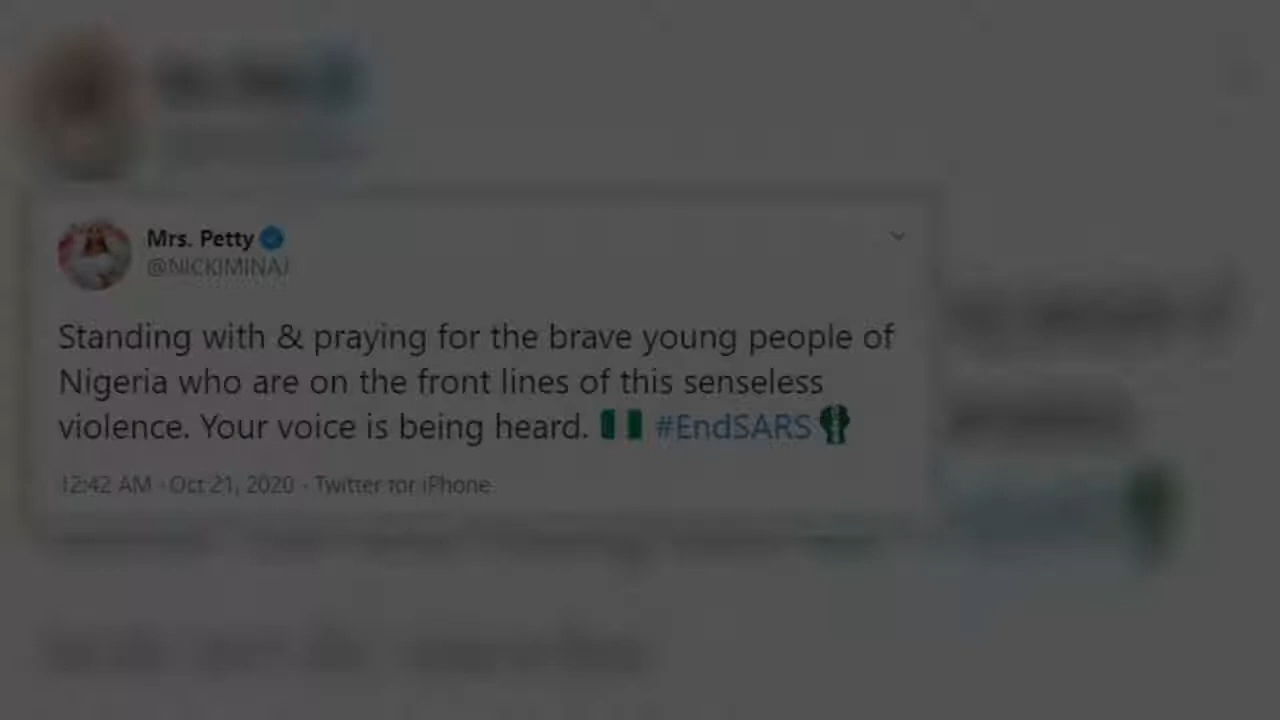 Mrs. Petty
@NICKIMINAJ
Standing with & praying for the brave young people of
Nigeria who are on the front lines of this senseless
violence. Your voice is being heard. 🇳🇬 #EndSARS
12:42 AM · Oct 21, 2020 · Twitter for iPhone